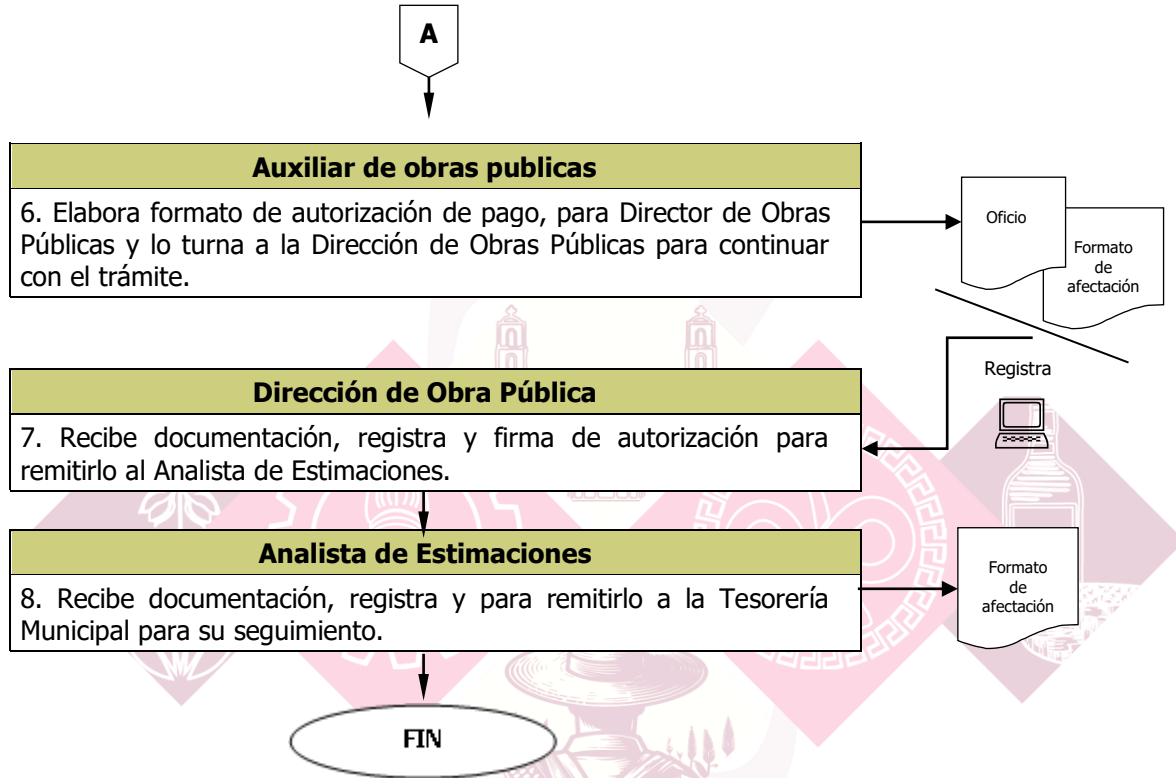 A
Auxiliar de obras publicas
6. Elabora formato de autorización de pago, para Director de Obras
Públicas y lo turna a la Dirección de Obras Públicas para continuar
con el trámite.
Oficio
Formato
de
afectación
Registra
Dirección de Obra Pública
7. Recibe documentación, registra y firma de autorización para
remitirlo al Analista de Estimaciones.
Analista de Estimaciones
8. Recibe documentación, registra y para remitirlo a la Tesorería
Municipal para su seguimiento.
Formato
de
afectación
FIN